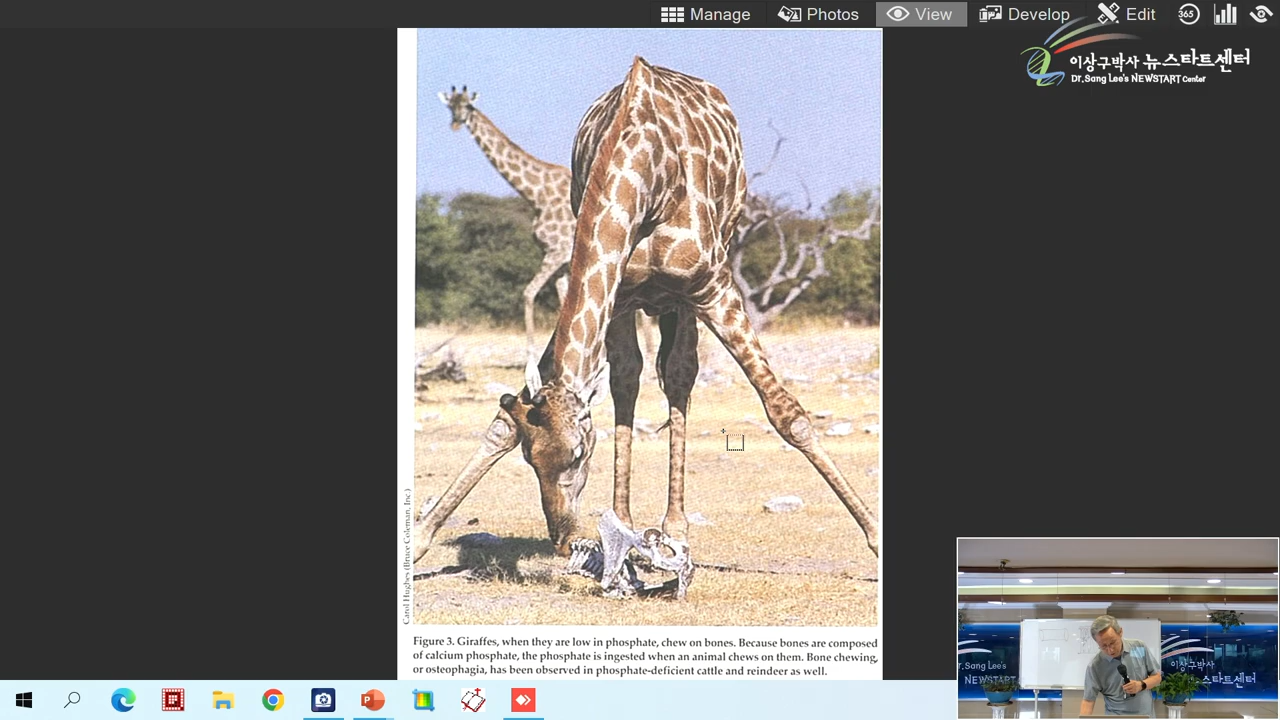 Manage
Photos
View
Develop
Edit
365
이상구박사 뉴스타트센터
Dr.Sang Lee's NEWSTART Center
Carol Hughes (Bruce Coleman, Inc.)
Figure 3. Giraffes, when they are low in phosphate, chew on bones. Because bones are composed
of calcium phosphate, the phosphate is ingested when an animal chews on them. Bone chewing,
or osteophagia, has been observed in phosphate-deficient cattle and reindeer as well.
Dr.Sang Lee's
NEWSTART
이상구박사
뉴스타트센터